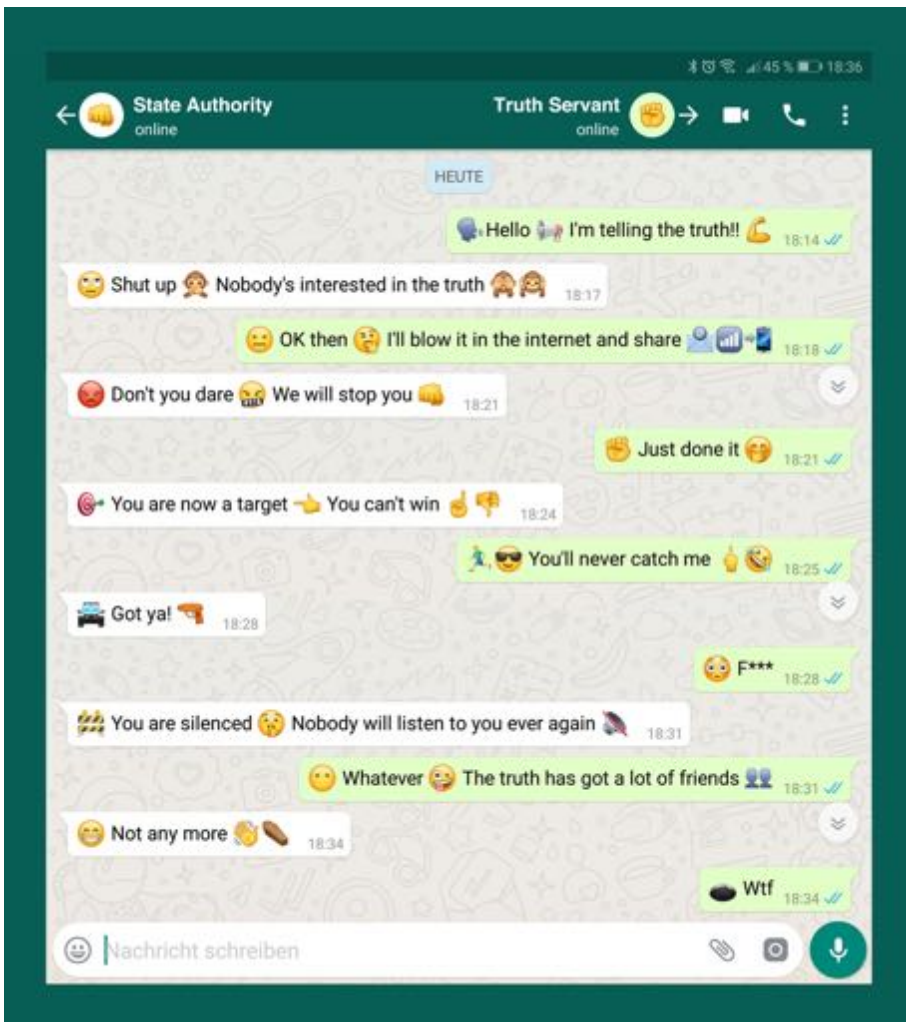 45 % 18:36
State Authority
online
Truth Servant
online
HEUTE
🗣️Hello 📢 I'm telling the truth!! 💪 18:14
🙄 Shut up 🙊 Nobody's interested in the truth 🙈🙉 18:17
😐 OK then 🤔 I'll blow it in the internet and share 📨📶📲 18:18
😡 Don't you dare 🤬 We will stop you 👊 18:21
✊ Just done it 🤭 18:21
🎯 You are now a target 👈 You can't win ☝️👎 18:24
🏃‍♂️😎 You'll never catch me 🖕🤣 18:25
🚔 Got ya! 🔫 18:28
😳 F*** 18:28
🚧 You are silenced 🤫 Nobody will listen to you ever again 🔕 18:31
😶 Whatever 🤪 The truth has got a lot of friends 👥 18:31
😁 Not any more 👋⚰️ 18:34
🕳️ Wtf 18:34
Nachricht schreiben